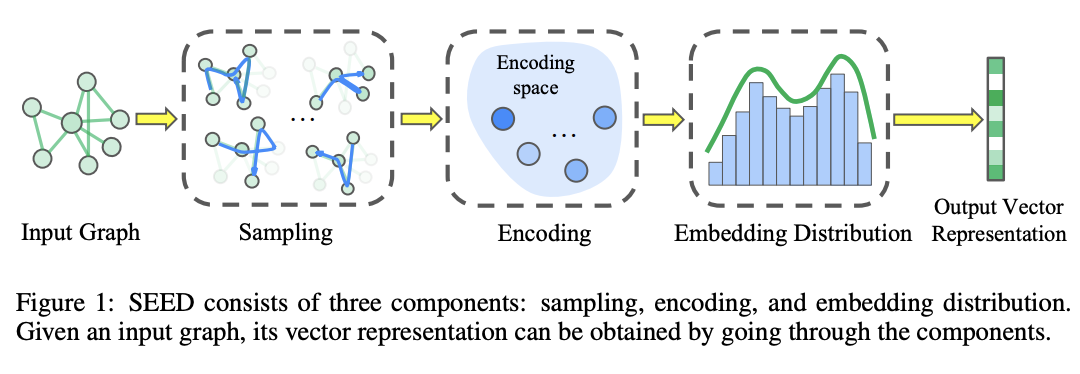 Encoding
space
...
...
Input Graph
Sampling
Encoding
Embedding Distribution
Output Vector
Representation
Figure 1: SEED consists of three components: sampling, encoding, and embedding distribution.
Given an input graph, its vector representation can be obtained by going through the components.